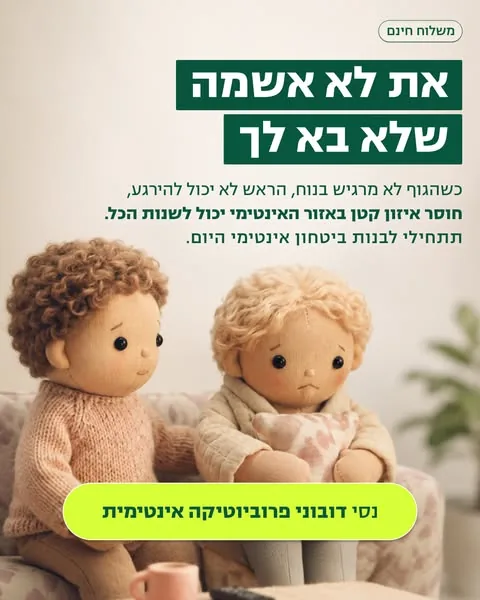 משלוח חינם
את לא אשמה
שלא בא לך
כשהגוף לא מרגיש בנוח, הראש לא יכול להירגע,
חוסר איזון קטן באזור האינטימי יכול לשנות הכל.
תתחילי לבנות ביטחון אינטימי היום.
נסי דובוני פרוביוטיקה אינטימית